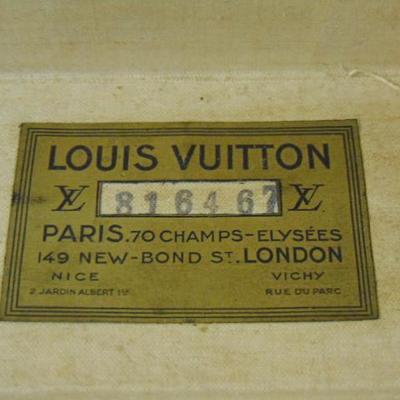 LOUIS VUITTON
LV 816467 LV
PARIS.70 CHAMPS-ELYSÉES
149 NEW-BOND ST. LONDON
NICE VICHY
2 JARDIN ALBERT 1ER RUE DU PARC